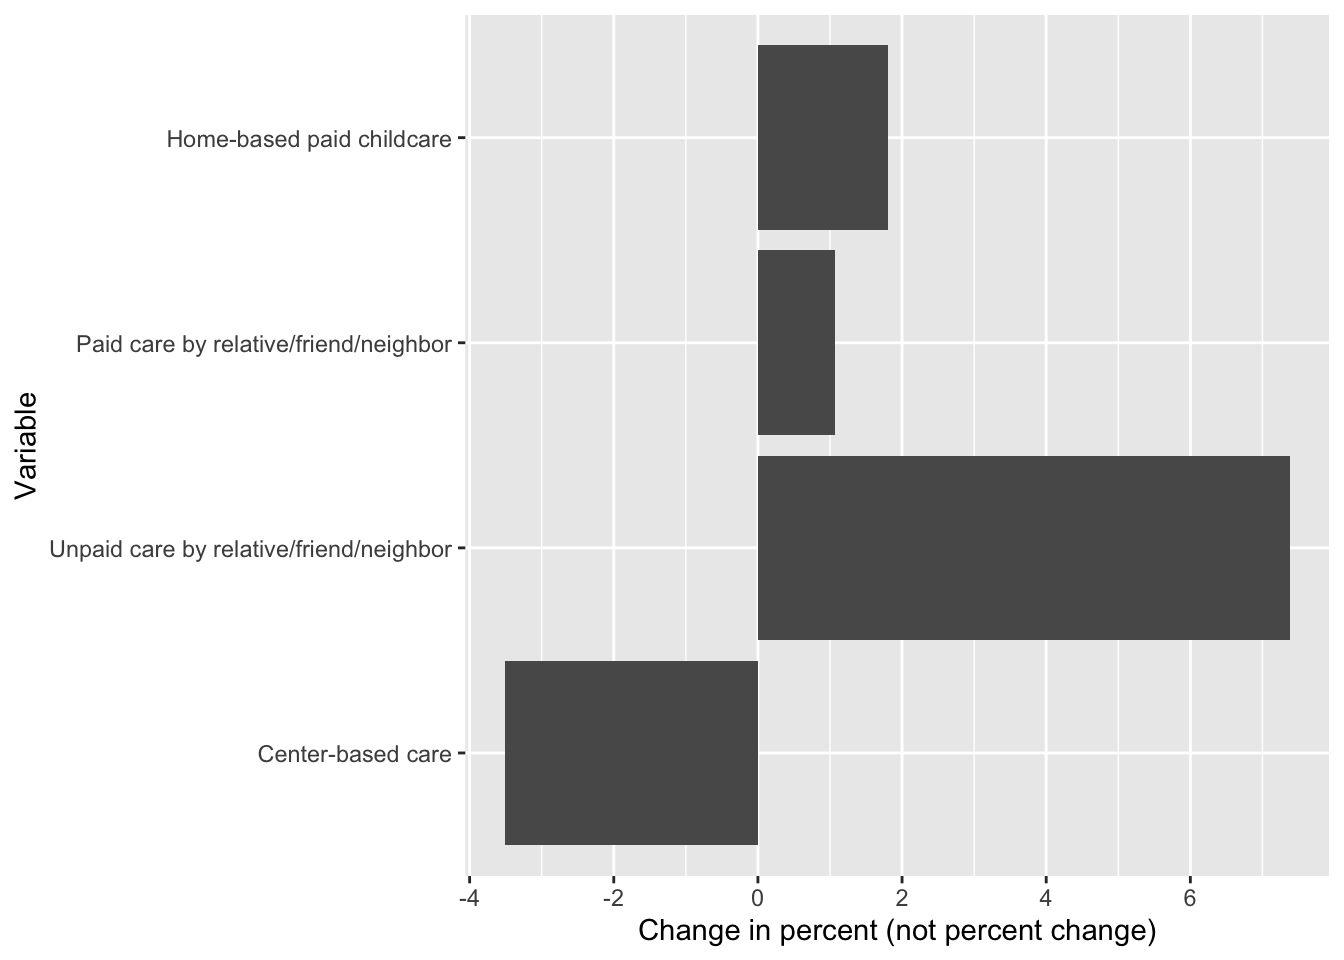 Variable
Home-based paid childcare
Paid care by relative/friend/neighbor
Unpaid care by relative/friend/neighbor
Center-based care
-4 -2 0 2 4 6
Change in percent (not percent change)